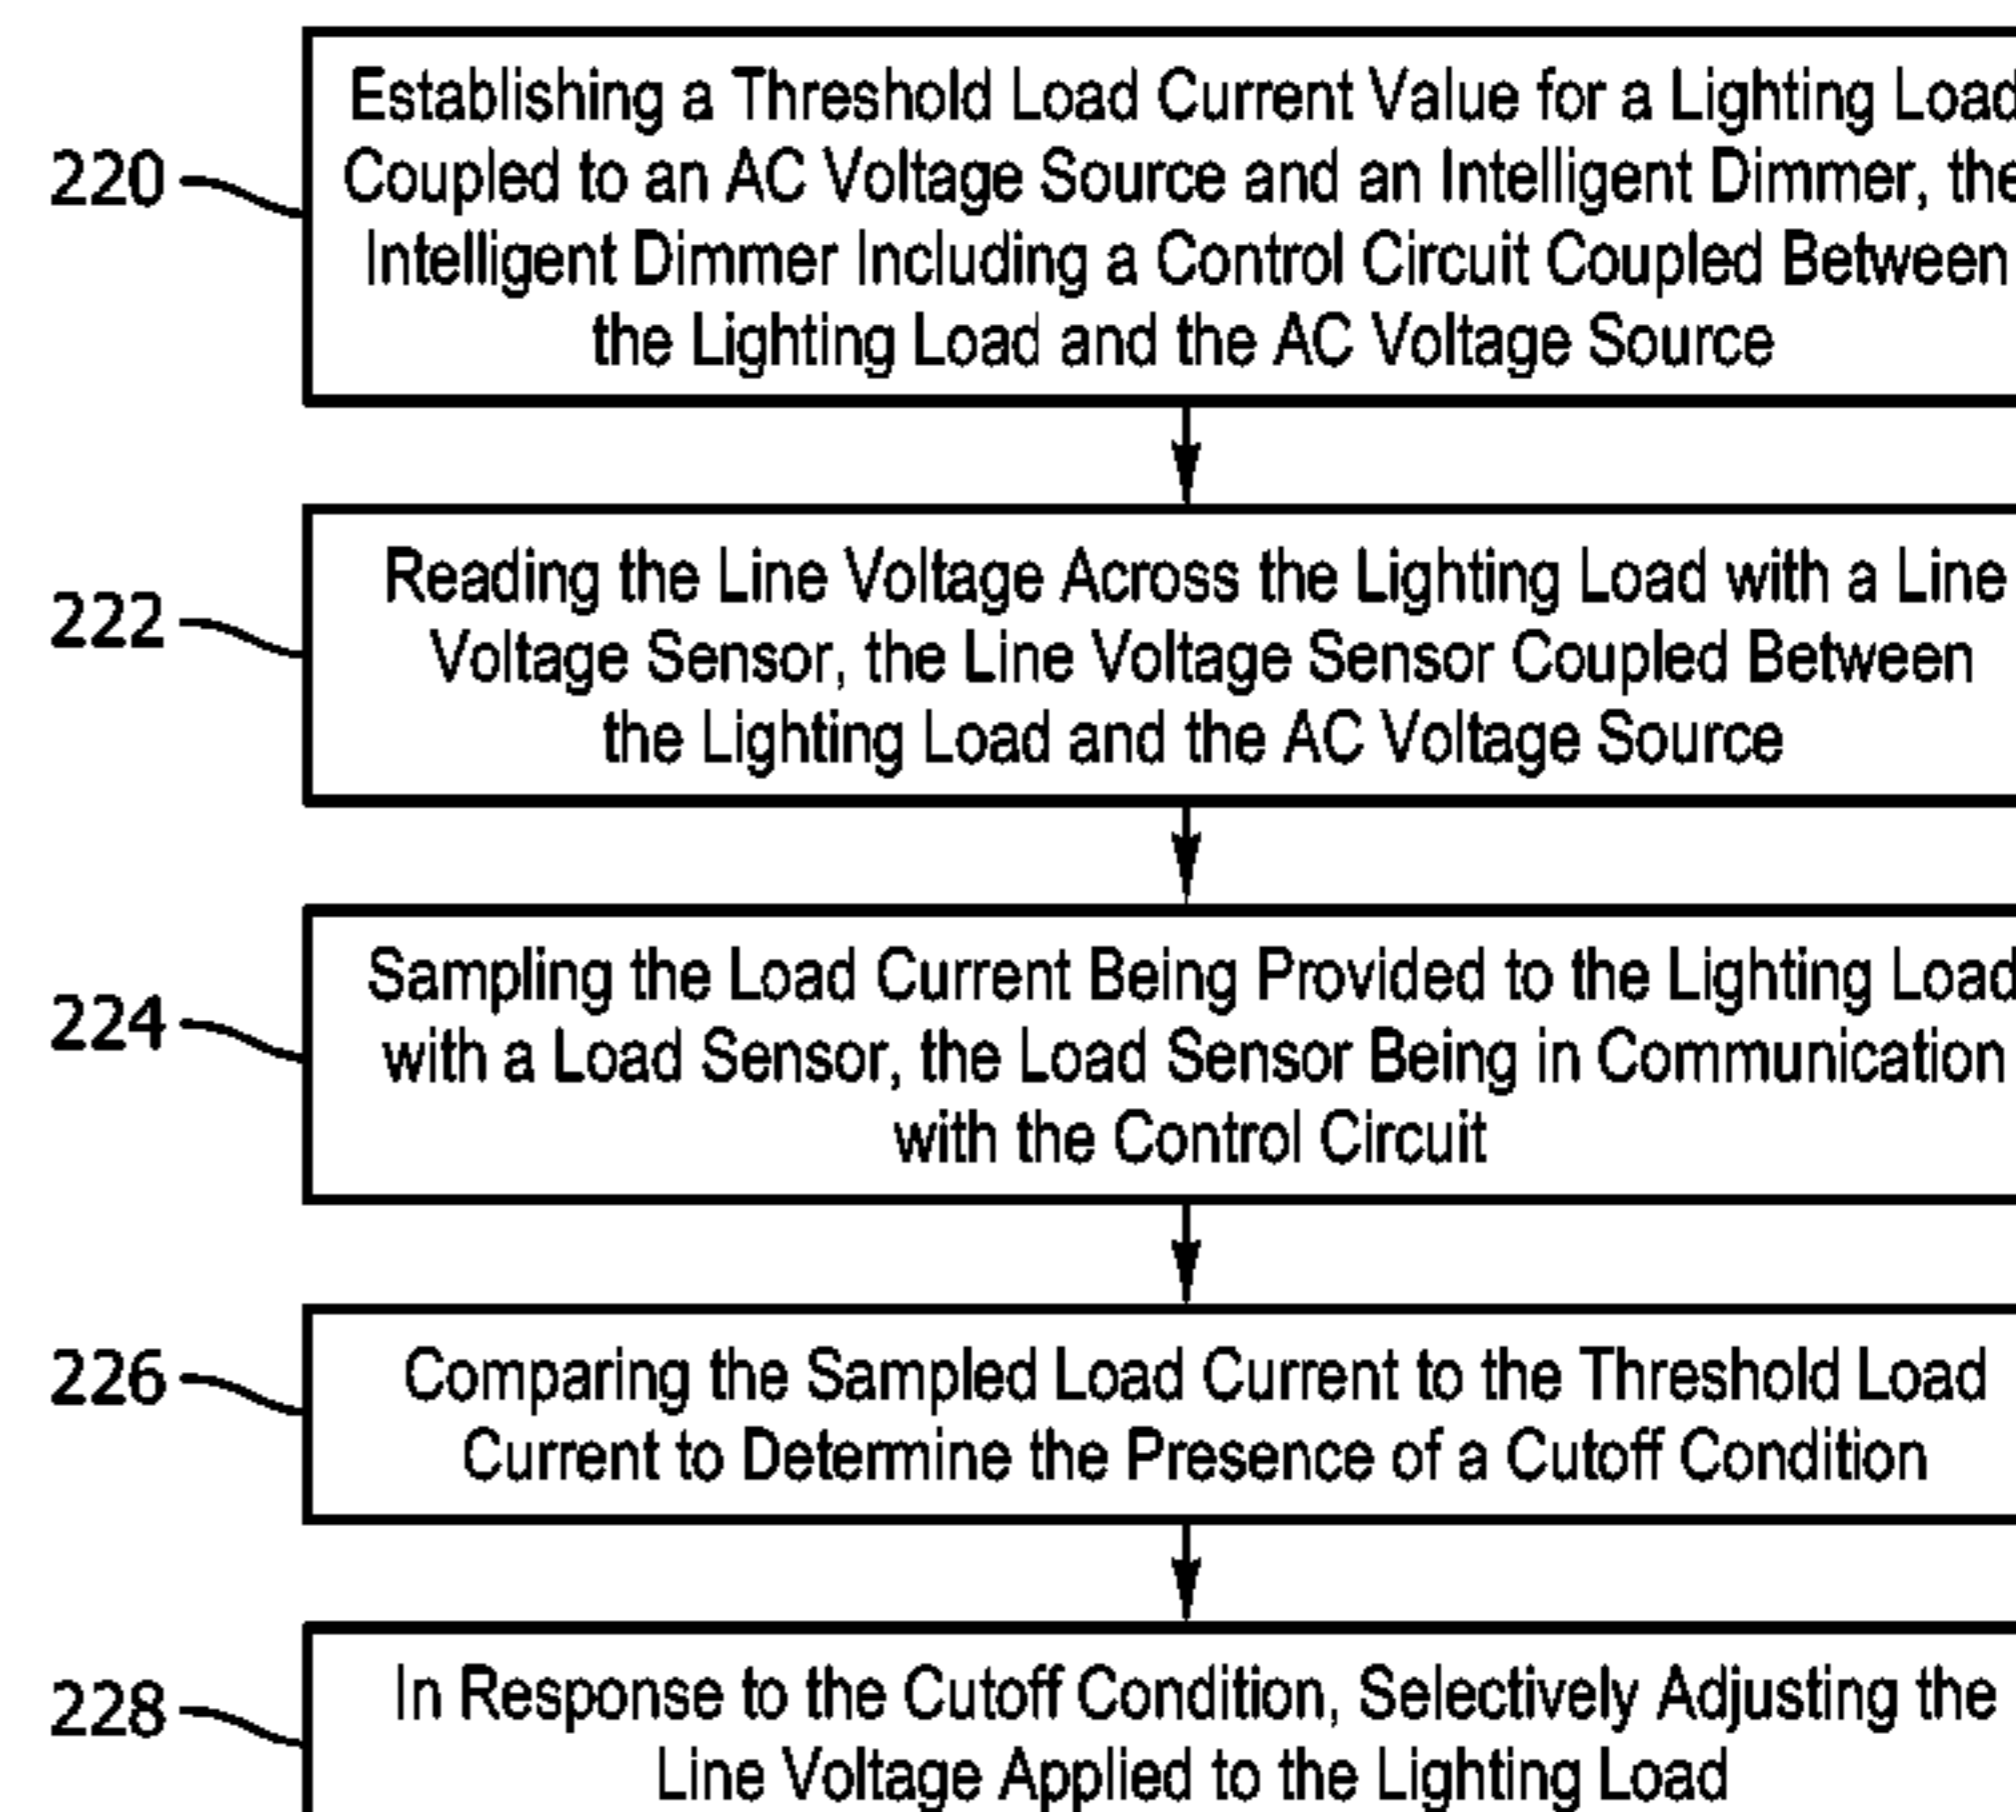 Establishing a Threshold Load Current Value for a Lighting Load
220
Coupled to an AC Voltage Source and an Intelligent Dimmer, the
Intelligent Dimmer Including a Control Circuit Coupled Between
the Lighting Load and the AC Voltage Source
222
Reading the Line Voltage Across the Lighting Load with a Line
Voltage Sensor, the Line Voltage Sensor Coupled Between
the Lighting Load and the AC Voltage Source
224
Sampling the Load Current Being Provided to the Lighting Load
with a Load Sensor, the Load Sensor Being in Communication
with the Control Circuit
226
Comparing the Sampled Load Current to the Threshold Load
Current to Determine the Presence of a Cutoff Condition
228
In Response to the Cutoff Condition, Selectively Adjusting the
Line Voltage Applied to the Lighting Load